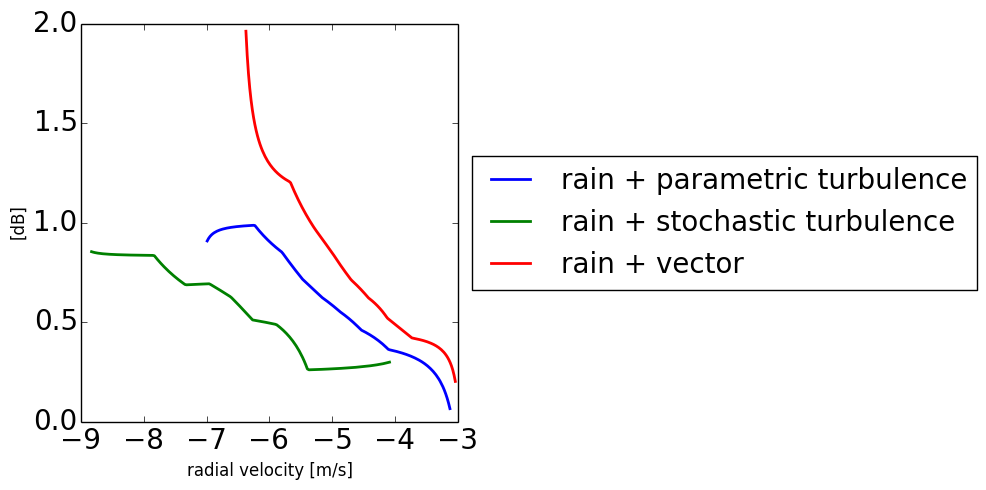 2.0
1.5
1.0
0.5
0.0
[dB]
−9 −8 −7 −6 −5 −4 −3
radial velocity [m/s]
rain + parametric turbulence
rain + stochastic turbulence
rain + vector